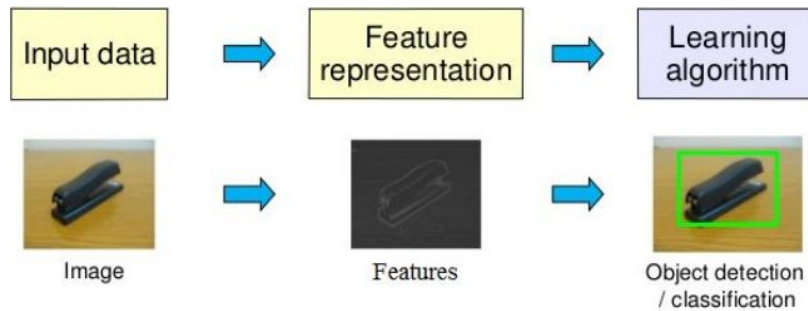 Input data
Feature
representation
Learning
algorithm
Image
Features
Object detection
/ classification